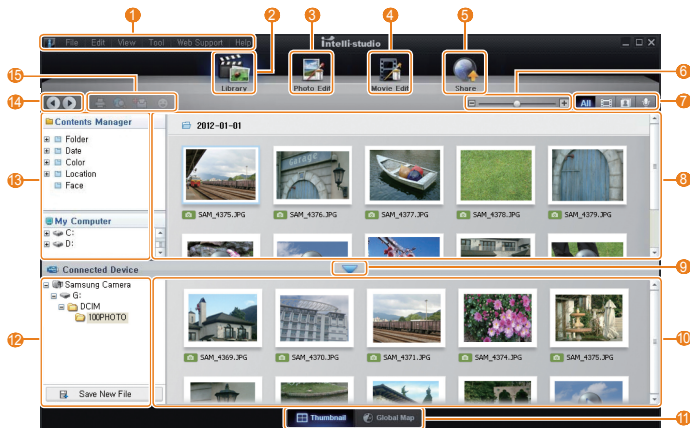 1 2 3 4 5
File Edit View Tool Web Support Help
intelli-studio
Library Photo Edit Movie Edit Share
15 6
14 All 7
Contents Manager
2012-01-01
Folder
Date
Color
Location
Face
13 8
SAM_4375.JPG SAM_4376.JPG SAM_4377.JPG SAM_4378.JPG SAM_4379.JPG
My Computer
C:
D:
Connected Device 9
Samsung Camera
G:
DCIM
100PHOTO
12 10
SAM_4369.JPG SAM_4370.JPG SAM_4371.JPG SAM_4374.JPG SAM_4375.JPG
Save New File
Thumbnail Global Map 11